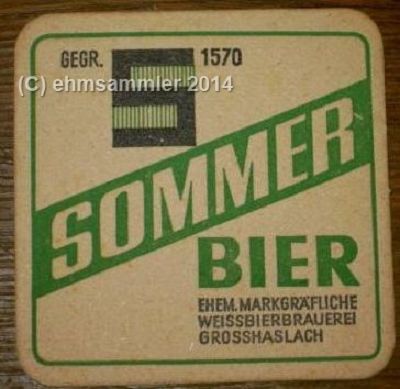 GEGR. 1570
(C) ehmsammler 2014
SOMMER
BIER
EHEM. MARKGRÄFLICHE
WEISSBIERBRAUEREI
GROSSHASLACH